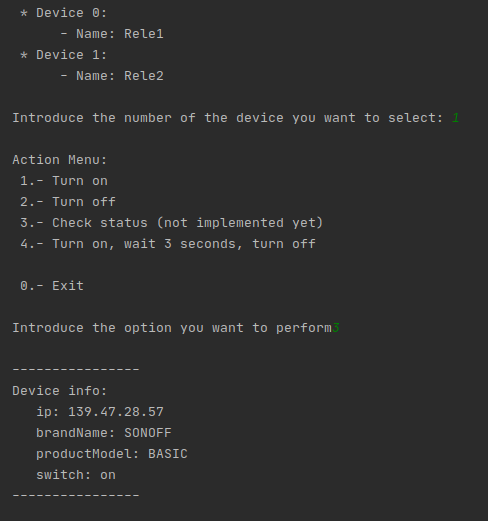 * Device 0:
- Name: Rele1
* Device 1:
- Name: Rele2
Introduce the number of the device you want to select: 1
Action Menu:
1.- Turn on
2.- Turn off
3.- Check status (not implemented yet)
4.- Turn on, wait 3 seconds, turn off
0.- Exit
Introduce the option you want to perform3
----------------
Device info:
ip: 139.47.28.57
brandName: SONOFF
productModel: BASIC
switch: on
----------------